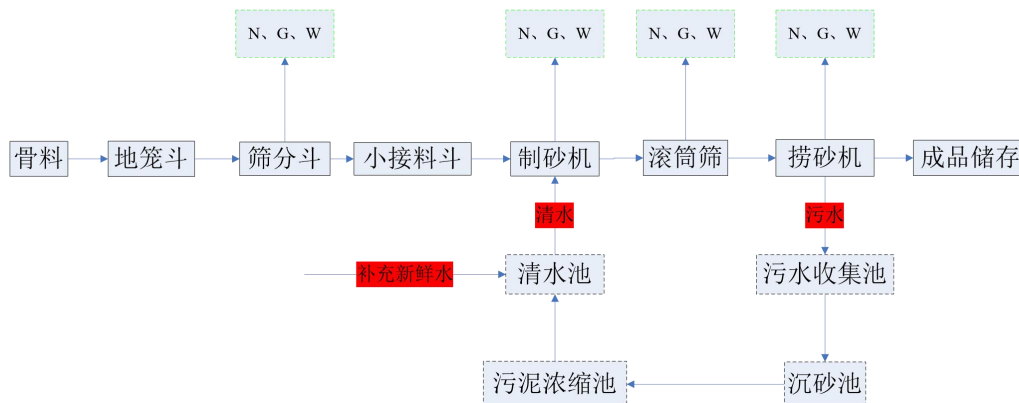 N、G、W
N、G、W
N、G、W
N、G、W
骨料
地笼斗
筛分斗
小接料斗
制砂机
滚筒筛
捞砂机
成品储存
清水
污水
补充新鲜水
清水池
污水收集池
污泥浓缩池
沉砂池